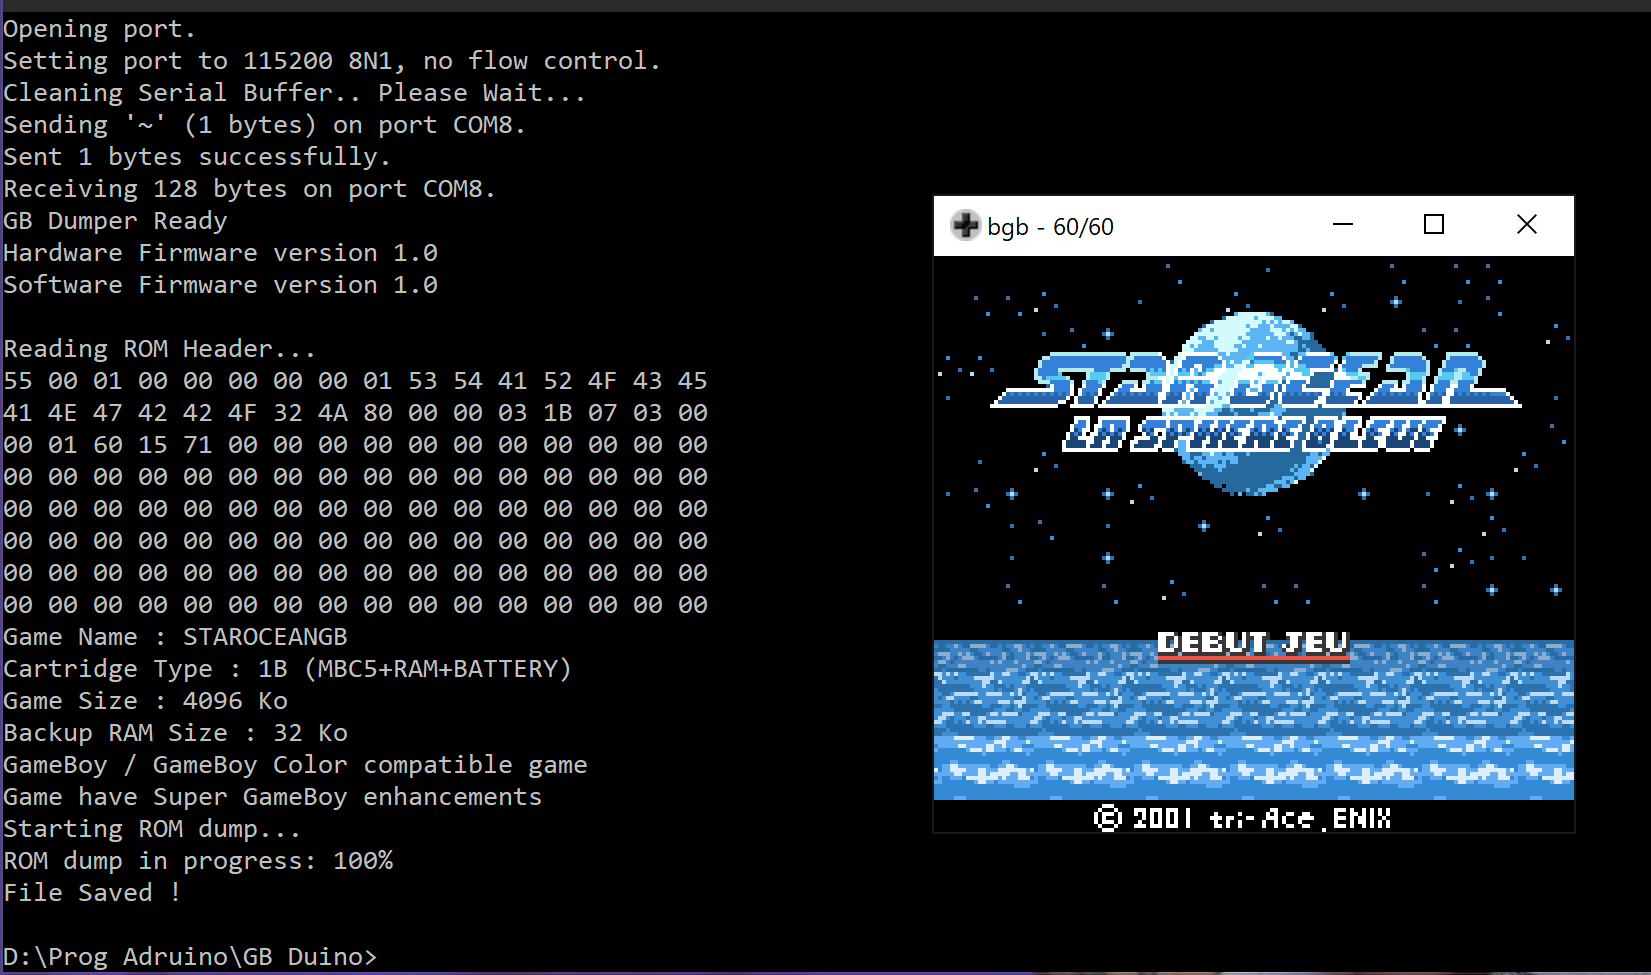 Opening port.
Setting port to 115200 8N1, no flow control.
Cleaning Serial Buffer.. Please Wait...
Sending '~' (1 bytes) on port COM8.
Sent 1 bytes successfully.
Receiving 128 bytes on port COM8.
GB Dumper Ready
Hardware Firmware version 1.0
Software Firmware version 1.0
Reading ROM Header...
55 00 01 00 00 00 00 00 01 53 54 41 52 4F 43 45
41 4E 47 42 42 4F 32 4A 80 00 00 03 1B 07 03 00
00 01 60 15 71 00 00 00 00 00 00 00 00 00 00 00
00 00 00 00 00 00 00 00 00 00 00 00 00 00 00 00
00 00 00 00 00 00 00 00 00 00 00 00 00 00 00 00
00 00 00 00 00 00 00 00 00 00 00 00 00 00 00 00
00 00 00 00 00 00 00 00 00 00 00 00 00 00 00 00
00 00 00 00 00 00 00 00 00 00 00 00 00 00 00 00
Game Name : STAROCEANGB
Cartridge Type : 1B (MBC5+RAM+BATTERY)
Game Size : 4096 Ko
Backup RAM Size : 32 Ko
GameBoy / GameBoy Color compatible game
Game have Super GameBoy enhancements
Starting ROM dump...
ROM dump in progress: 100%
File Saved !
D:\Prog Adruino\GB Duino>
bgb - 60/60
STAR OCEAN
DEBUT JEU
© 2001 tri-Ace, ENIX